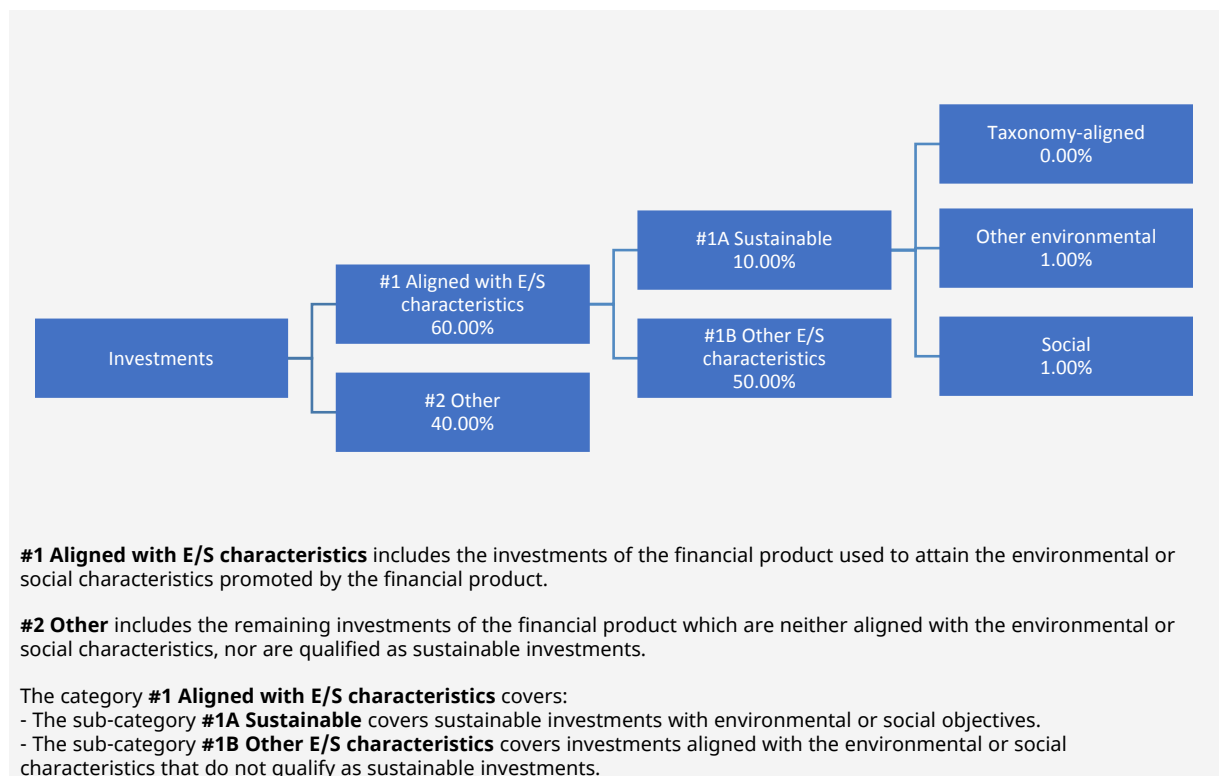 Investments
#1 Aligned with E/S
characteristics
60.00%
#2 Other
40.00%
#1A Sustainable
10.00%
#1B Other E/S
characteristics
50.00%
Taxonomy-aligned
0.00%
Other environmental
1.00%
Social
1.00%
#1 Aligned with E/S characteristics includes the investments of the financial product used to attain the environmental or
social characteristics promoted by the financial product.
#2 Other includes the remaining investments of the financial product which are neither aligned with the environmental or
social characteristics, nor are qualified as sustainable investments.
The category #1 Aligned with E/S characteristics covers:
- The sub-category #1A Sustainable covers sustainable investments with environmental or social objectives.
- The sub-category #1B Other E/S characteristics covers investments aligned with the environmental or social
characteristics that do not qualify as sustainable investments.